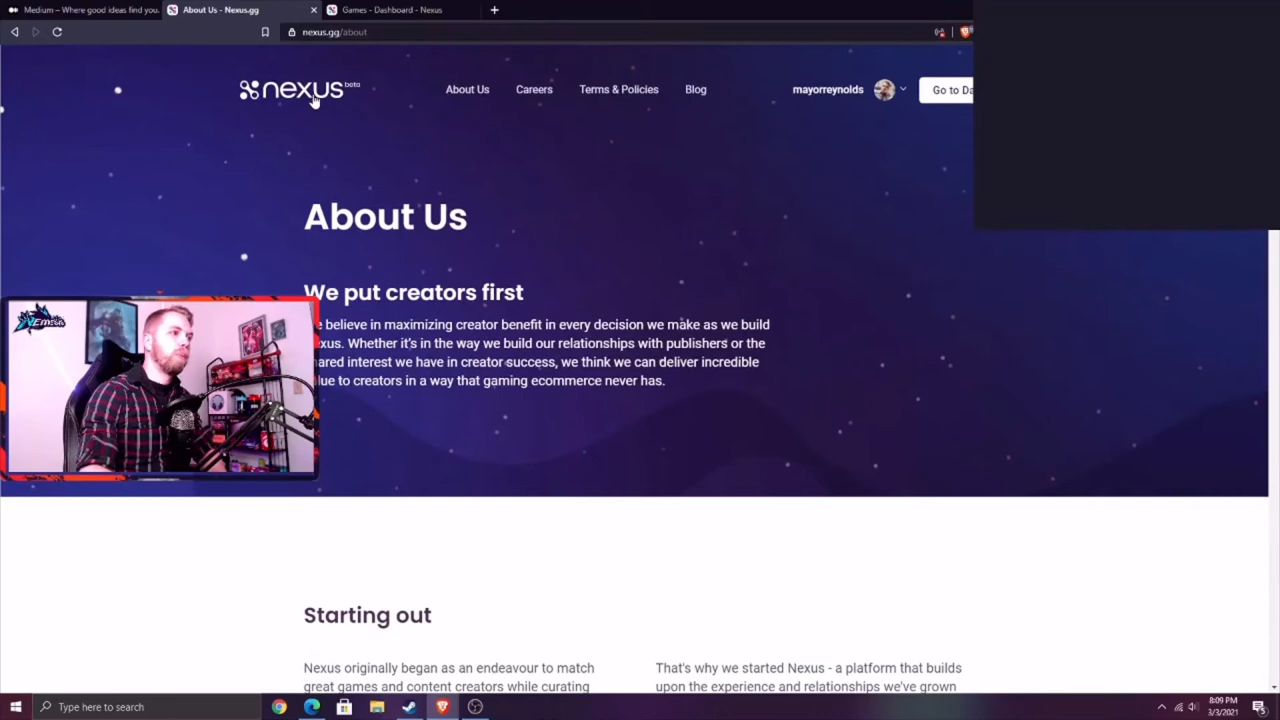 Medium – Where good ideas find you.
About Us - Nexus.gg
Games - Dashboard - Nexus
nexus.gg/about
nexus beta
About Us
Careers
Terms & Policies
Blog
mayorreynolds
Go to Da
About Us
We put creators first
believe in maximizing creator benefit in every decision we make as we build
exus. Whether it's in the way we build our relationships with publishers or the
ared interest we have in creator success, we think we can deliver incredible
lue to creators in a way that gaming ecommerce never has.
Starting out
Nexus originally began as an endeavour to match
great games and content creators while curating
That's why we started Nexus - a platform that builds
upon the experience and relationships we've grown
Type here to search
8:09 PM
3/3/2021